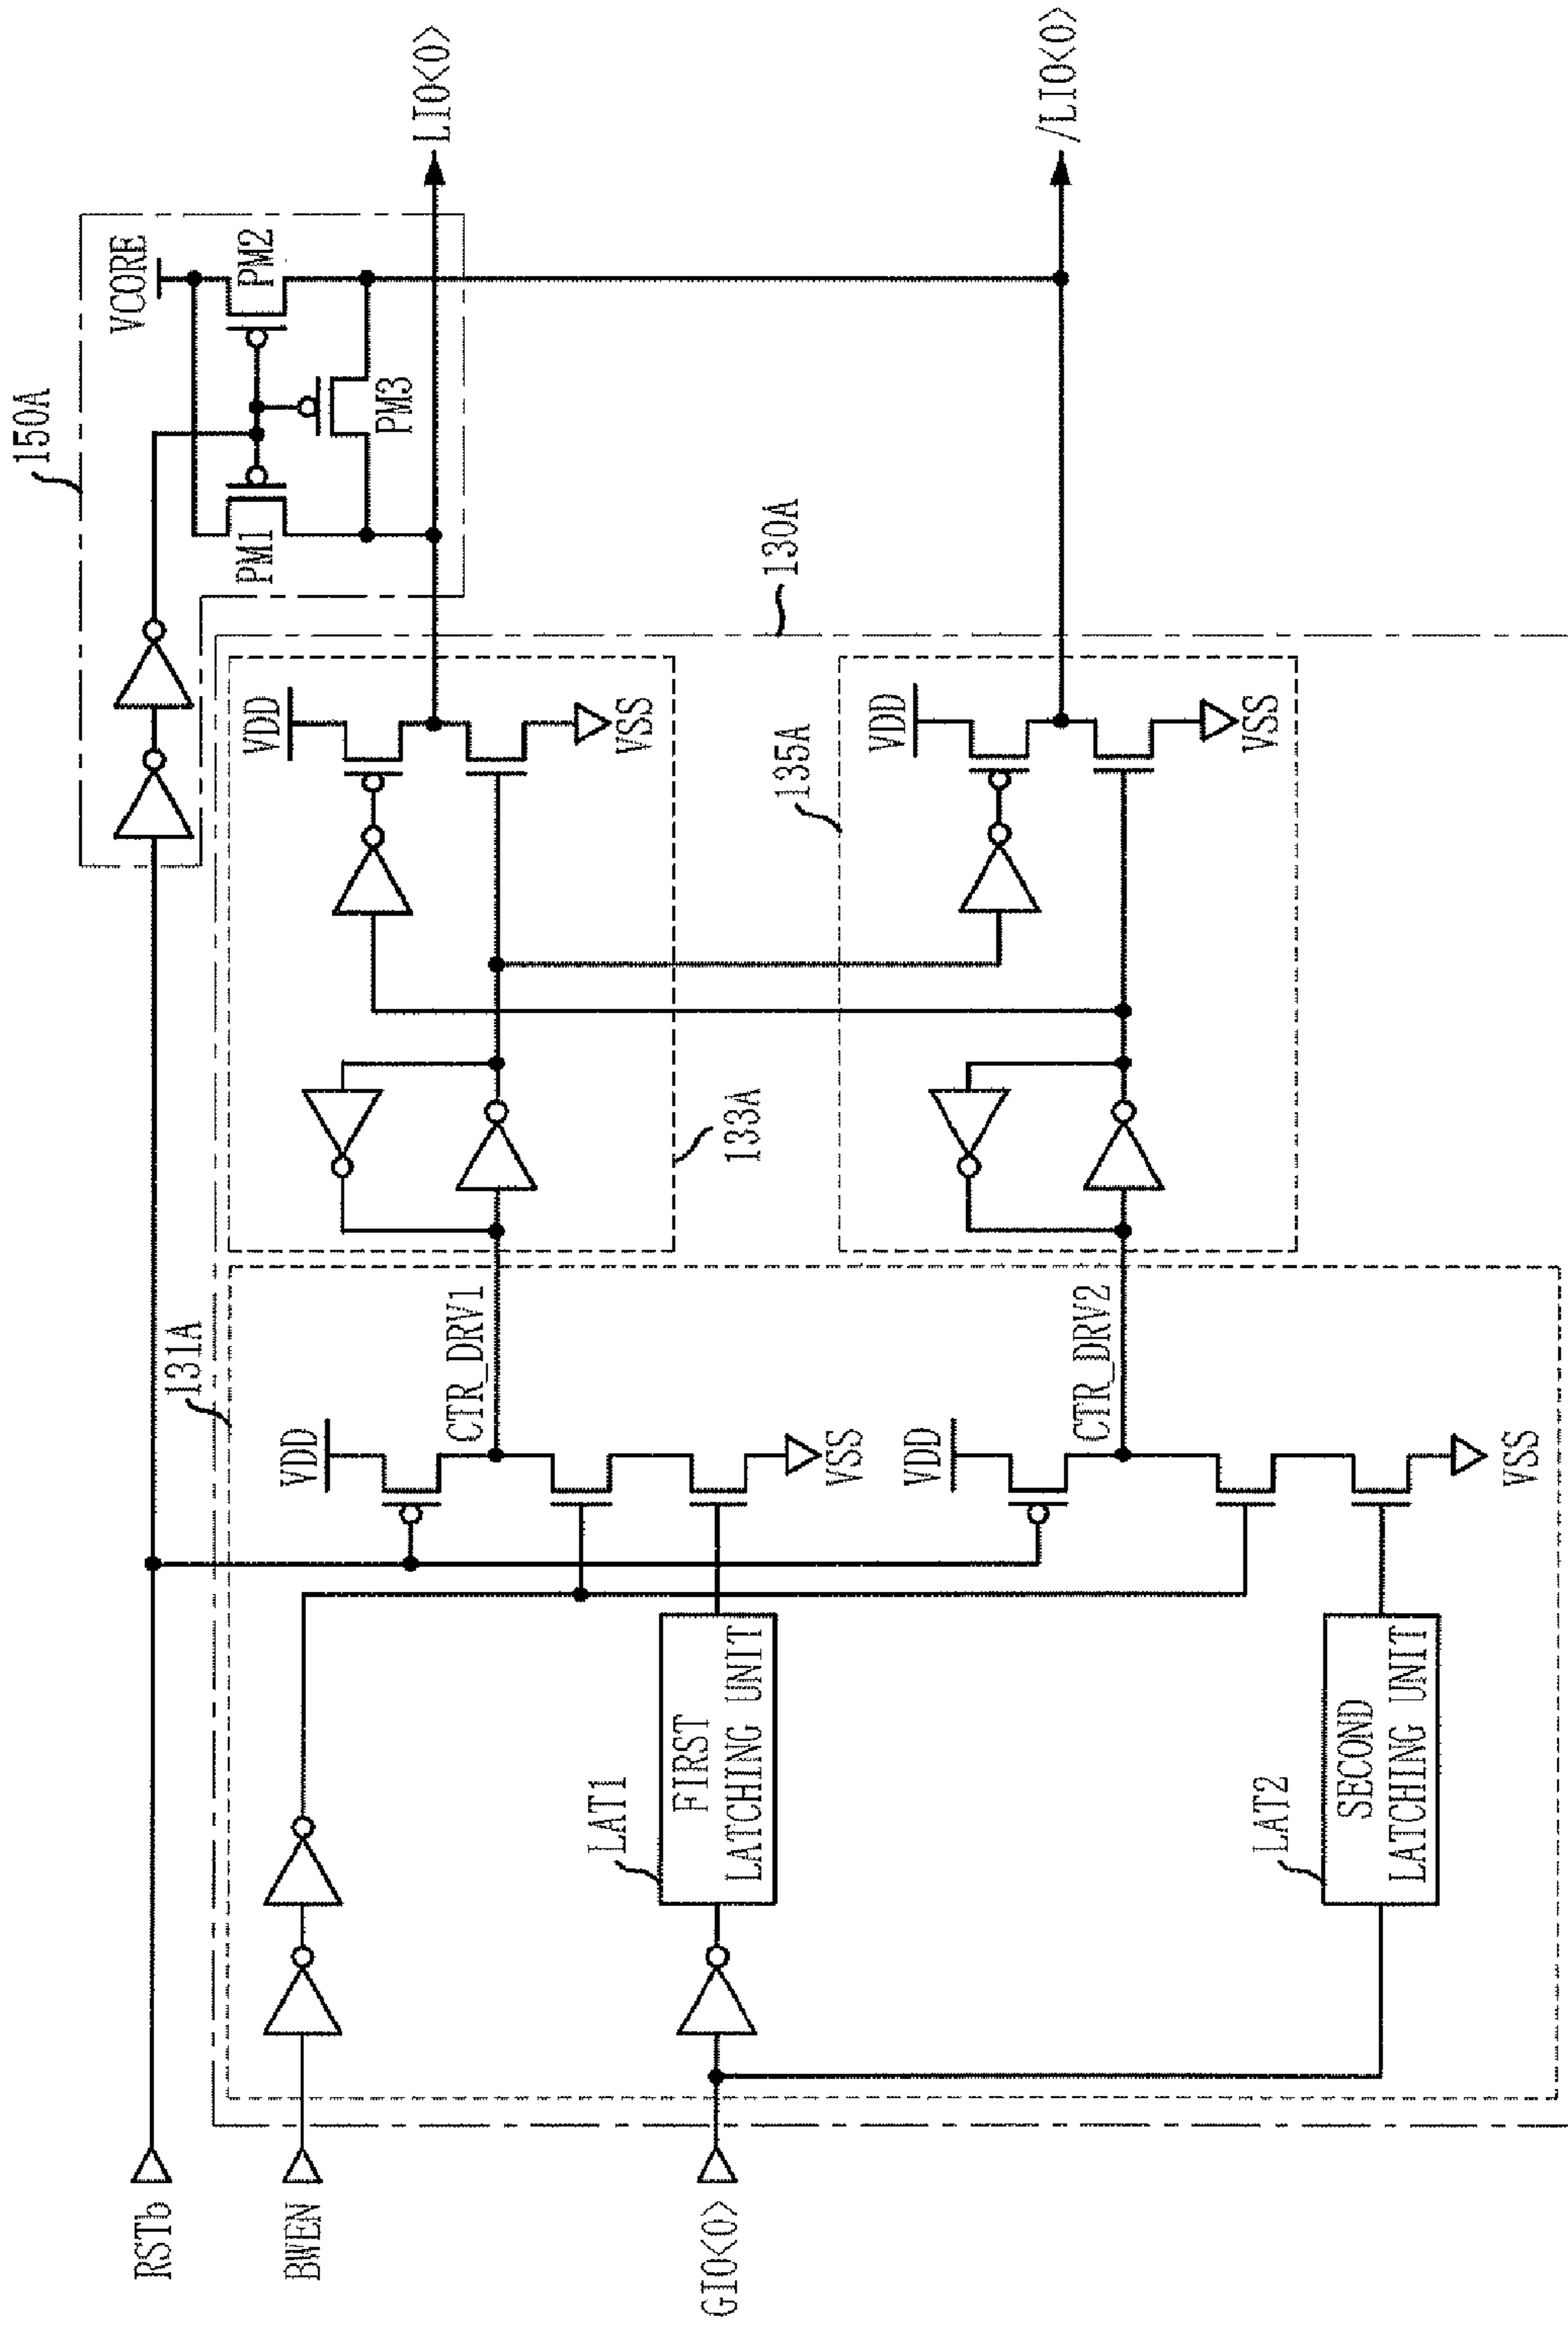 150A
VCORE
PM1
PM2
PM3
LIO<0>
/LIO<0>
130A
RSTb
BWEN
GIO<0>
131A
VDD
CTR_DRV1
VSS
LAT1
FIRST
LATCHING UNIT
VDD
CTR_DRV2
VSS
LAT2
SECOND
LATCHING UNIT
133A
VDD
VSS
135A
VDD
VSS